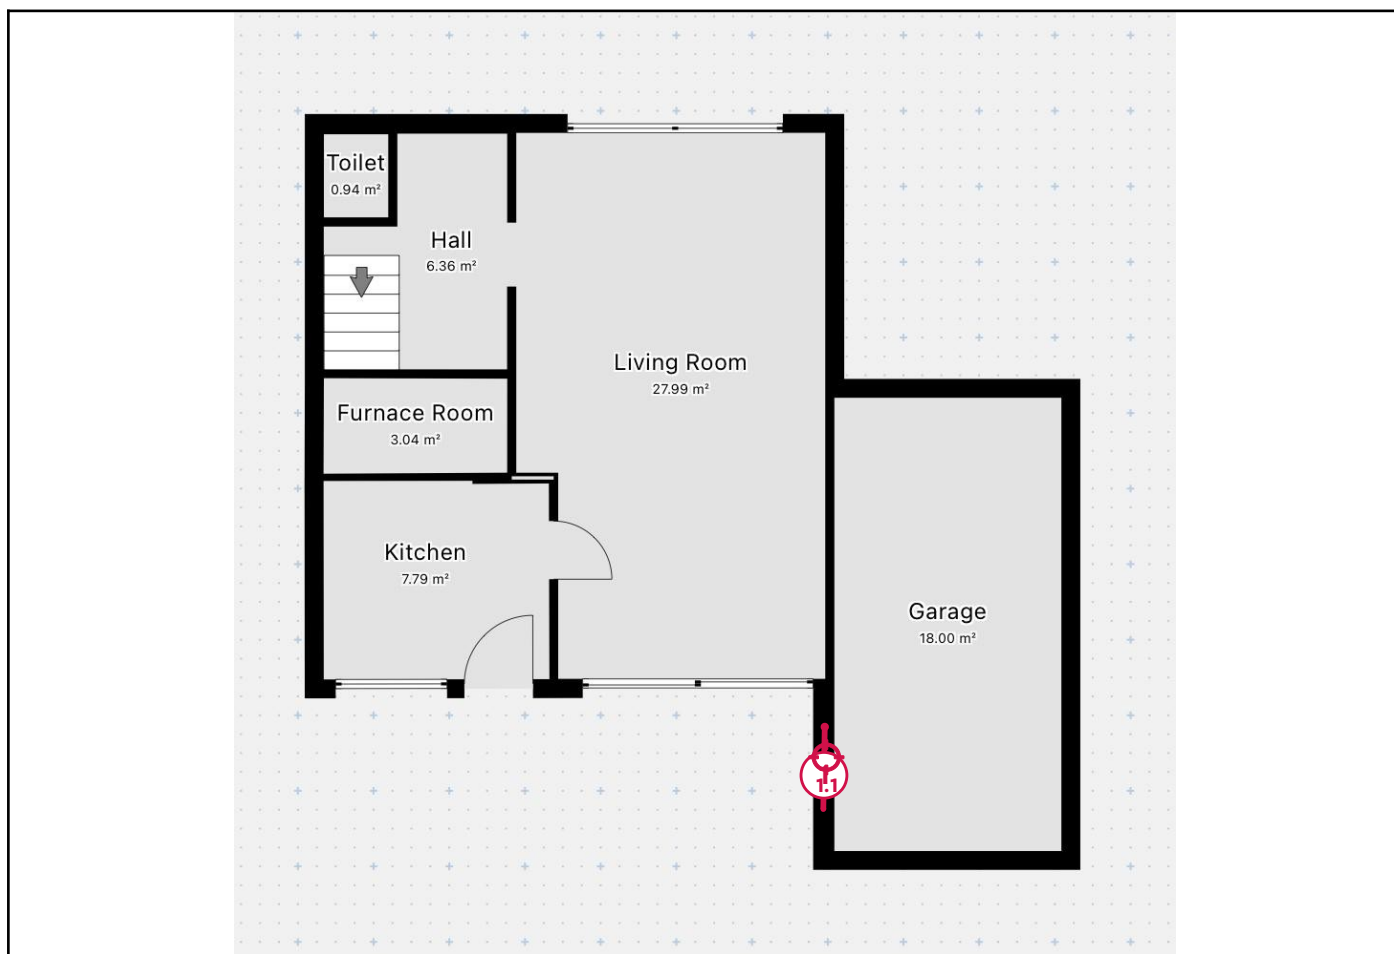 Toilet
0.94 m²
Hall
6.36 m²
Living Room
27.99 m²
Furnace Room
3.04 m²
Kitchen
7.79 m²
Garage
18.00 m²
1.1